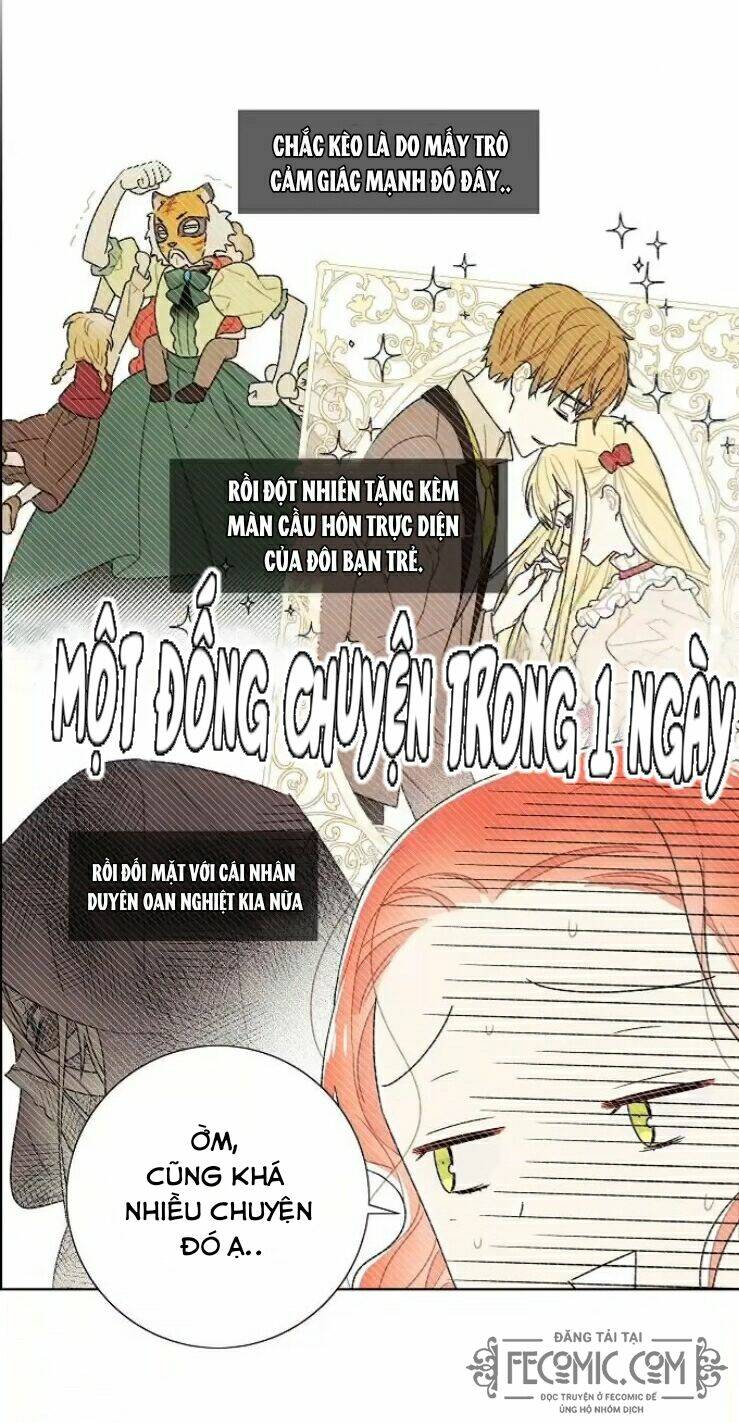 CHẮC KÈO LÀ DO MẤY TRÒ
CẢM GIÁC MẠNH ĐÓ ĐÂY..
RỒI ĐỘT NHIÊN TẶNG KÈM
MÀN CẦU HÔN TRỰC DIỆN
CỦA ĐÔI BẠN TRẺ.
MỘT ĐỐNG CHUYỆN TRONG 1 NGÀY
RỒI ĐỐI MẶT VỚI CÁI NHÂN
DUYÊN OAN NGHIỆT KIA NỮA
ỜM,
CŨNG KHÁ
NHIỀU CHUYỆN
ĐÓ Ạ..
ĐĂNG TẢI TẠI
FECOMIC.COM
ĐỌC TRUYỆN Ở FECOMIC ĐỂ
ỦNG HỘ NHÓM DỊCH